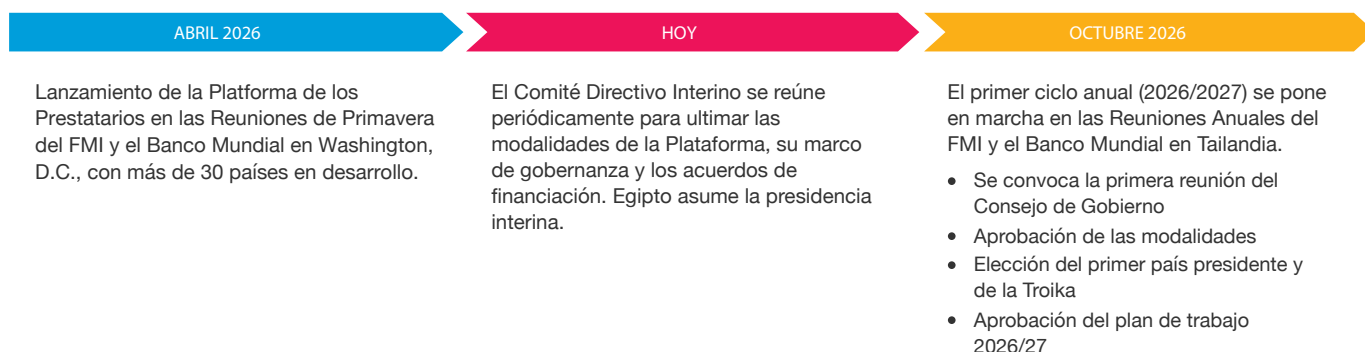 ABRIL 2026
Lanzamiento de la Platforma de los
Prestatarios en las Reuniones de Primavera
del FMI y el Banco Mundial en Washington,
D.C., con más de 30 países en desarrollo.
HOY
El Comité Directivo Interino se reúne
periódicamente para ultimar las
modalidades de la Plataforma, su marco
de gobernanza y los acuerdos de
financiación. Egipto asume la presidencia
interina.
OCTUBRE 2026
El primer ciclo anual (2026/2027) se pone
en marcha en las Reuniones Anuales del
FMI y el Banco Mundial en Tailandia.
• Se convoca la primera reunión del
Consejo de Gobierno
• Aprobación de las modalidades
• Elección del primer país presidente y
de la Troika
• Aprobación del plan de trabajo
2026/27